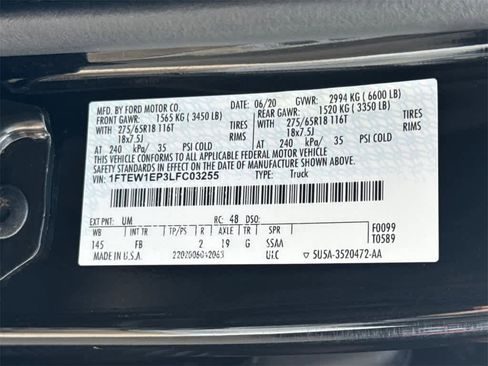 MFD. BY FORD MOTOR CO. 06/20 GVWR: 2994 KG ( 6600 LB)
FRONT GAWR: 1565 KG ( 3450 LB) REAR GAWR: 1520 KG ( 3350 LB)
WITH 275/65R18 116T TIRES WITH 275/65R18 116T TIRES
18x7.5J RIMS 18x7.5J RIMS
AT 240 kPa/ 35 PSI COLD AT 240 kPa/ 35 PSI COLD
THIS VEHICLE CONFORMS TO ALL APPLICABLE FEDERAL MOTOR VEHICLE
SAFETY STANDARDS IN EFFECT ON THE DATE OF MANUFACTURE SHOWN ABOVE.
VIN: 1FTEW1EP3LFC03255 TYPE: Truck
EXT PNT: UM RC: 48 DSO: F0099
WB INT TR TP/PS R AXLE TR SPR T0589
145 FB 2 19 G SSAA
MADE IN U.S.A. ULC 5U5A-3520472-AA